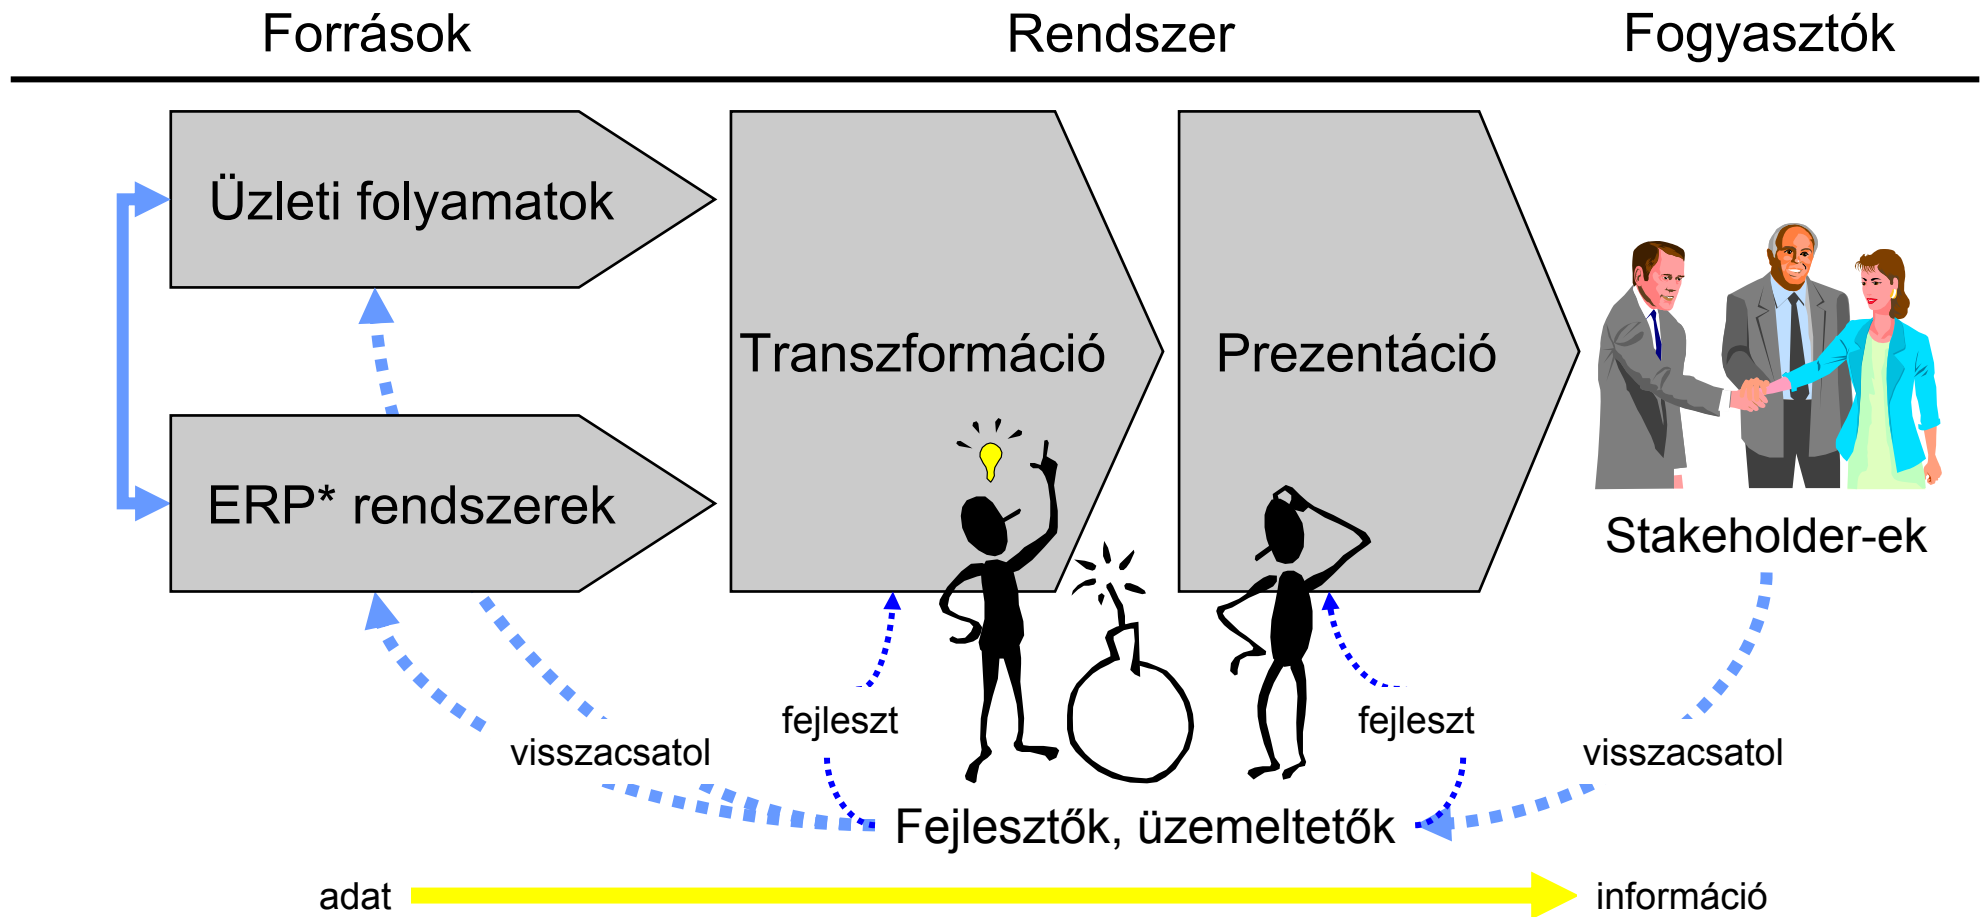 Források
Rendszer
Fogyasztók
Üzleti folyamatok
Transzformáció
Prezentáció
ERP* rendszerek
Stakeholder-ek
fejleszt
fejleszt
visszacsatol
visszacsatol
Fejlesztők, üzemeltetők
adat
információ